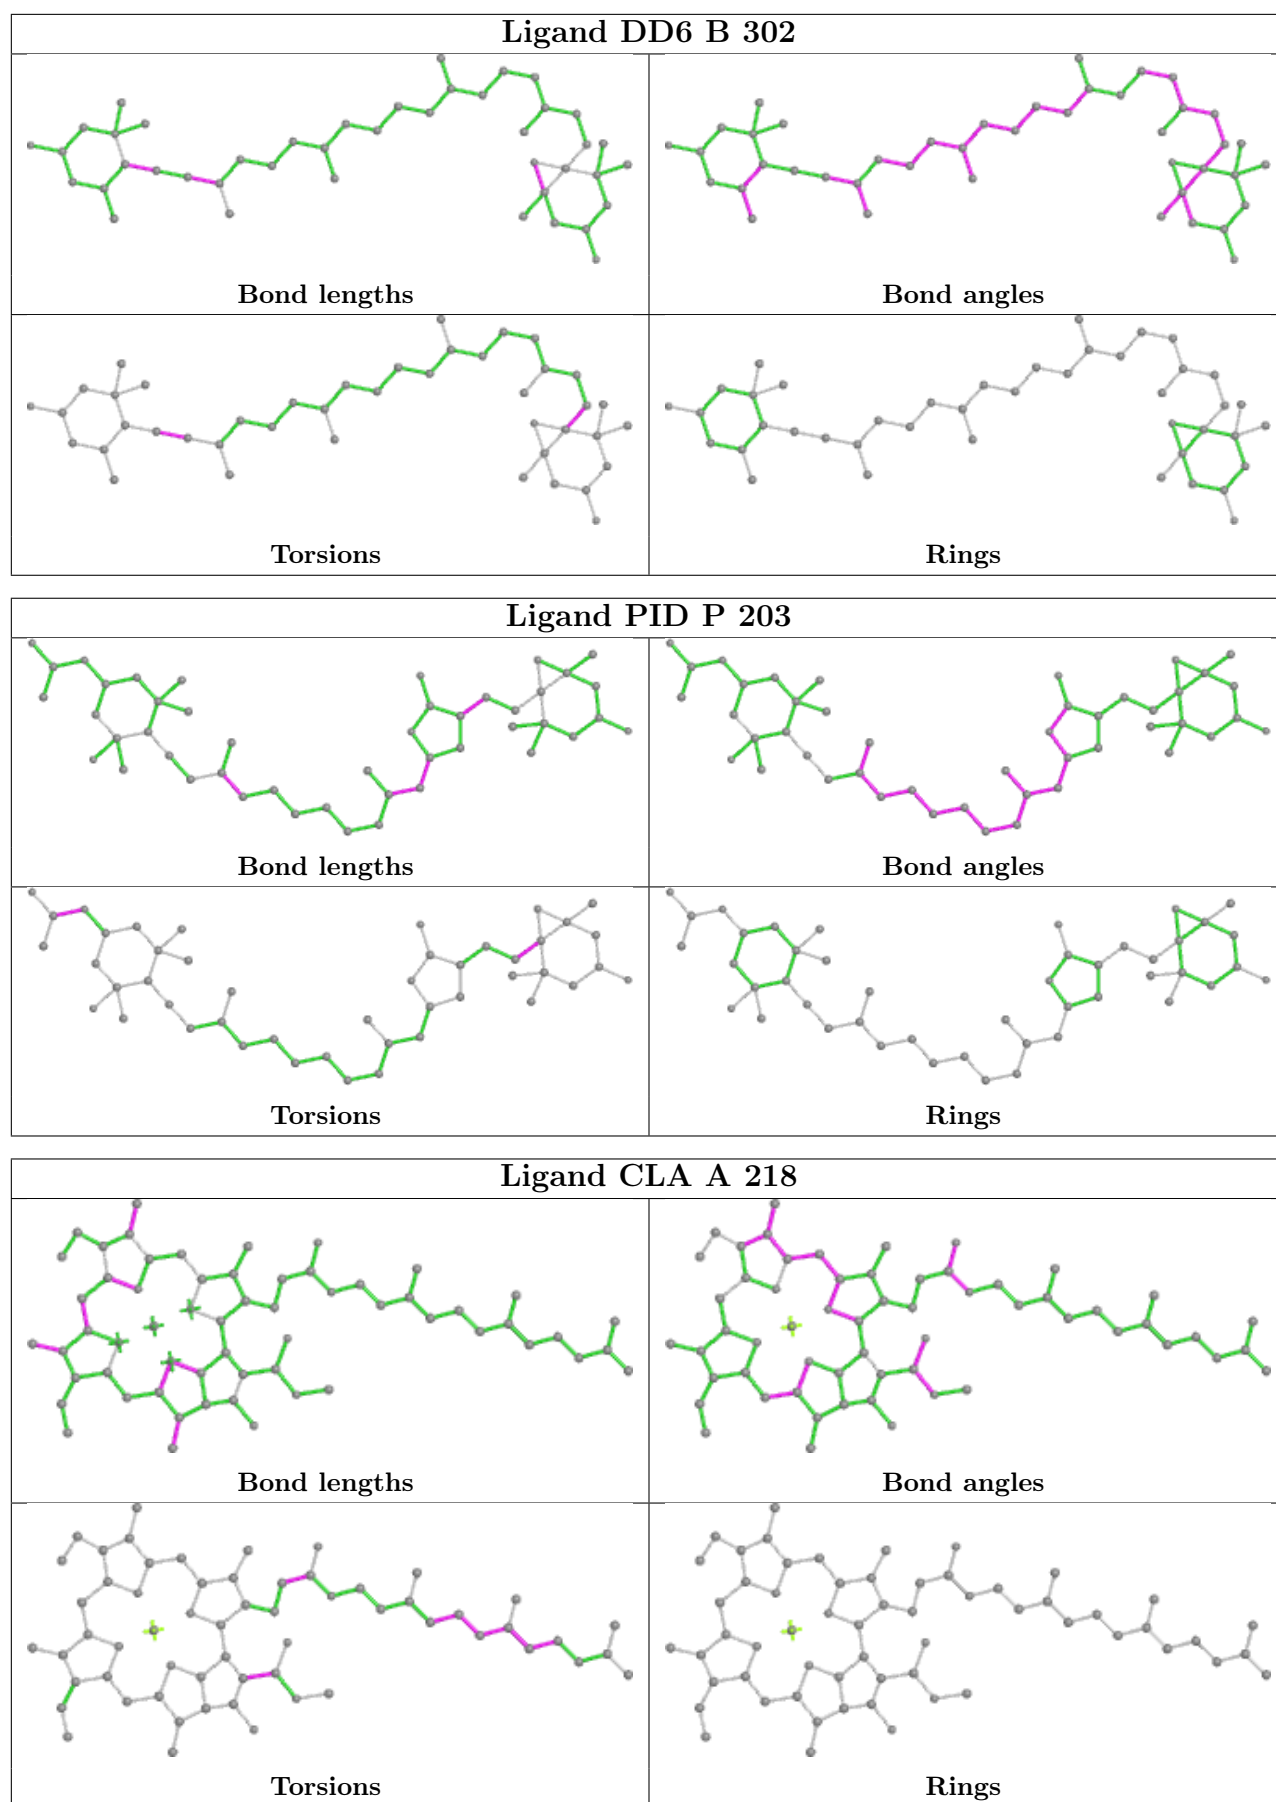 Ligand DD6 B 302
Bond lengths
Bond angles
Torsions
Rings
Ligand PID P 203
Bond lengths
Bond angles
Torsions
Rings
Ligand CLA A 218
Bond lengths
Bond angles
Torsions
Rings